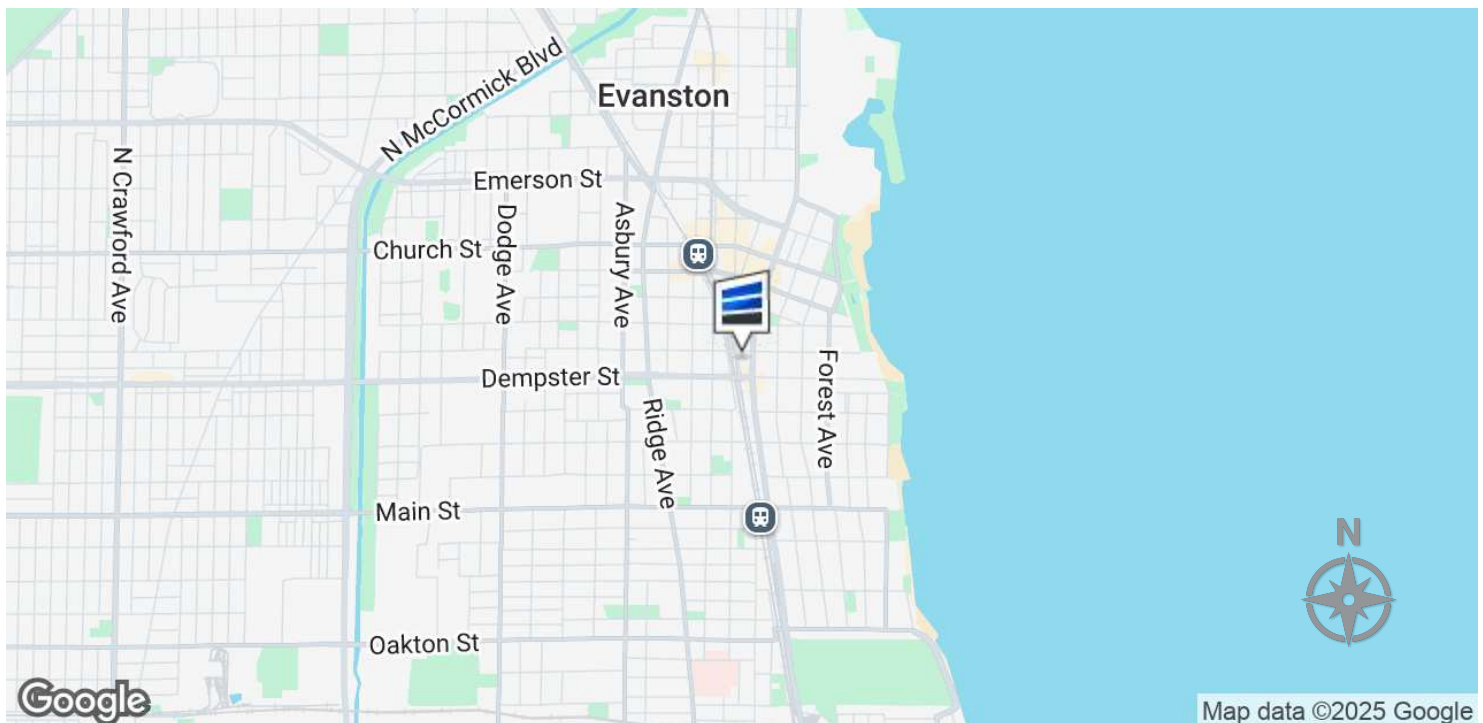 N McCormick Blvd
Evanston
N Crawford Ave
Emerson St
Dodge Ave
Asbury Ave
Church St
Forest Ave
Dempster St
Ridge Ave
Main St
N
Oakton St
Google
Map data ©2025 Google